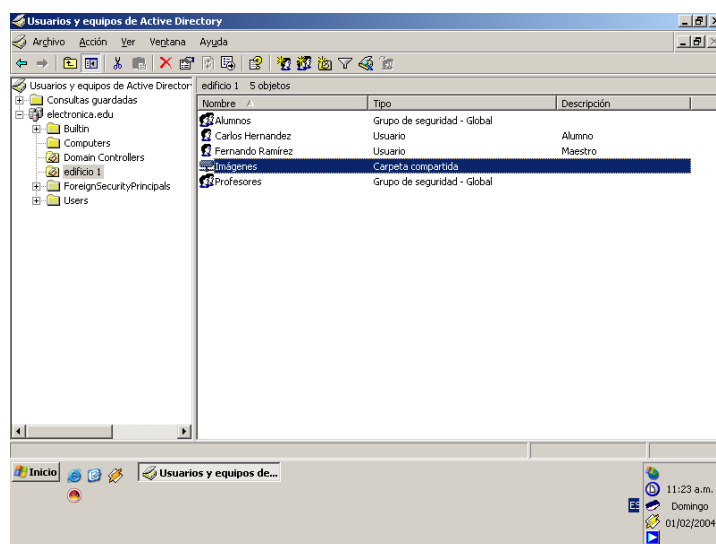 Usuarios y equipos de Active Directory
Archivo Acción Ver Ventana Ayuda
Usuarios y equipos de Active Director
edificio 1 5 objetos
Consultas guardadas
electronica.edu
Builtin
Computers
Domain Controllers
edificio 1
ForeignSecurityPrincipals
Users
Nombre Tipo Descripción
Alumnos Grupo de seguridad - Global
Carlos Hernandez Usuario Alumno
Fernando Ramírez Usuario Maestro
Imágenes Carpeta compartida
Profesores Grupo de seguridad - Global
Inicio
Usuarios y equipos de...
ES
11:23 a.m.
Domingo
01/02/2004